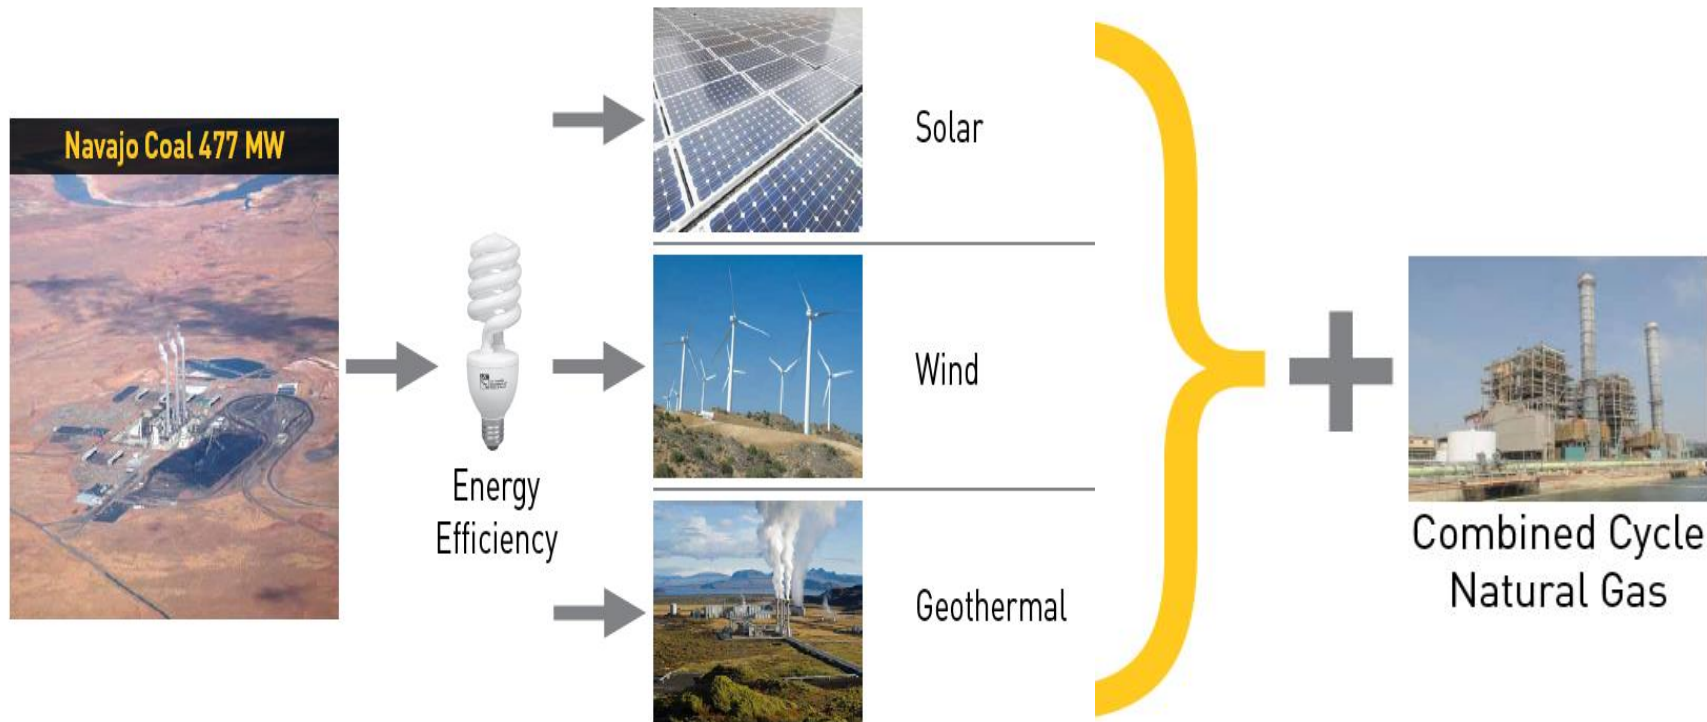 Navajo Coal 477 MW
Energy
Efficiency
Solar
Wind
Geothermal
Combined Cycle
Natural Gas